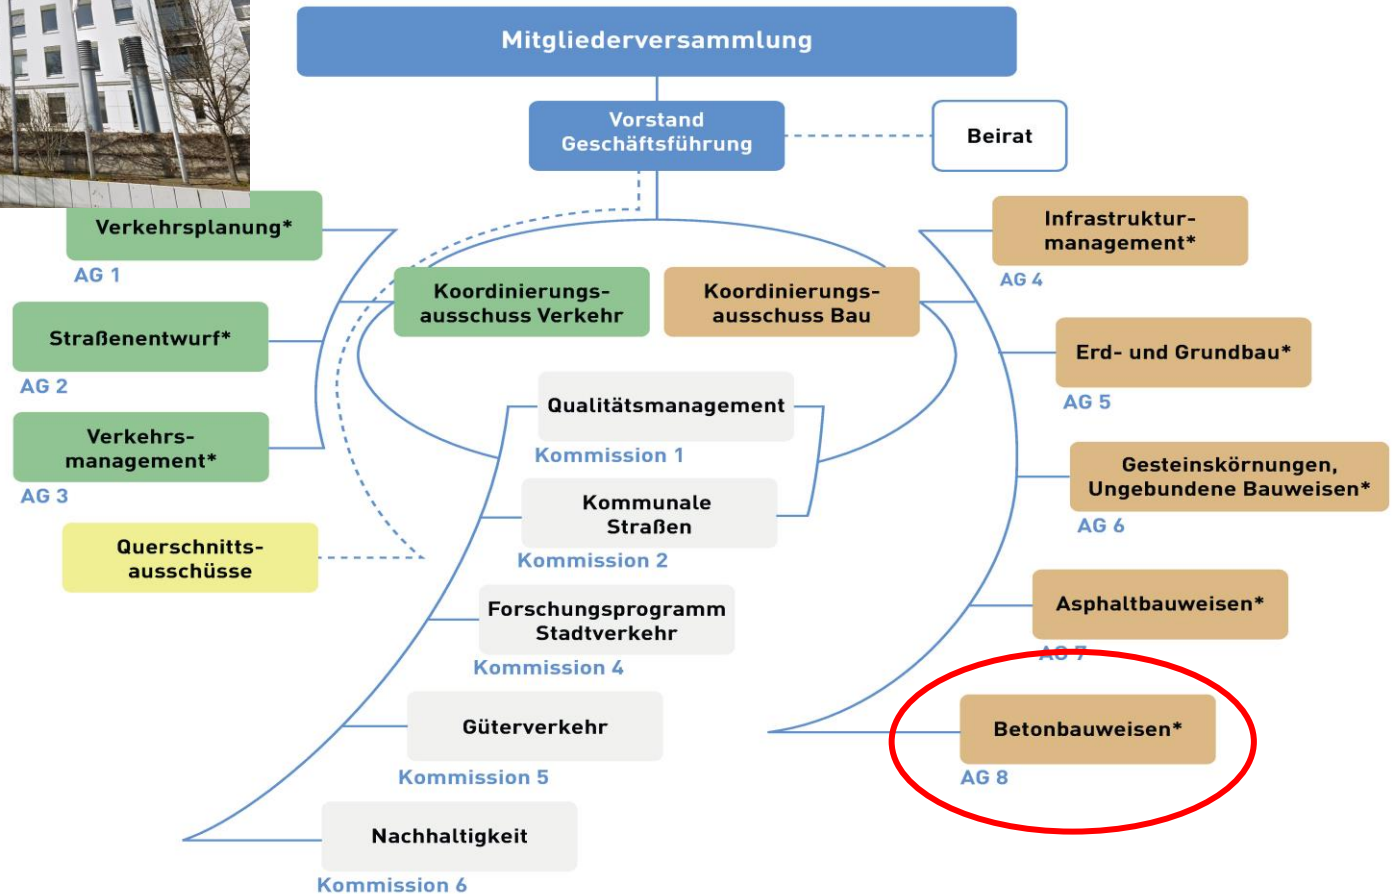 Mitgliederversammlung
Vorstand
Geschäftsführung
Beirat
Verkehrsplanung*
AG 1
Infrastruktur-
management*
AG 4
Koordinierungs-
ausschuss Verkehr
Koordinierungs-
ausschuss Bau
Straßenentwurf*
AG 2
Erd- und Grundbau*
AG 5
Qualitätsmanagement
Kommission 1
Verkehrs-
management*
AG 3
Gesteinskörnungen,
Ungebundene Bauweisen*
AG 6
Kommunale
Straßen
Kommission 2
Querschnitts-
ausschüsse
Forschungsprogramm
Stadtverkehr
Kommission 4
Asphaltbauweisen*
AG 7
Güterverkehr
Kommission 5
Betonbauweisen*
AG 8
Nachhaltigkeit
Kommission 6